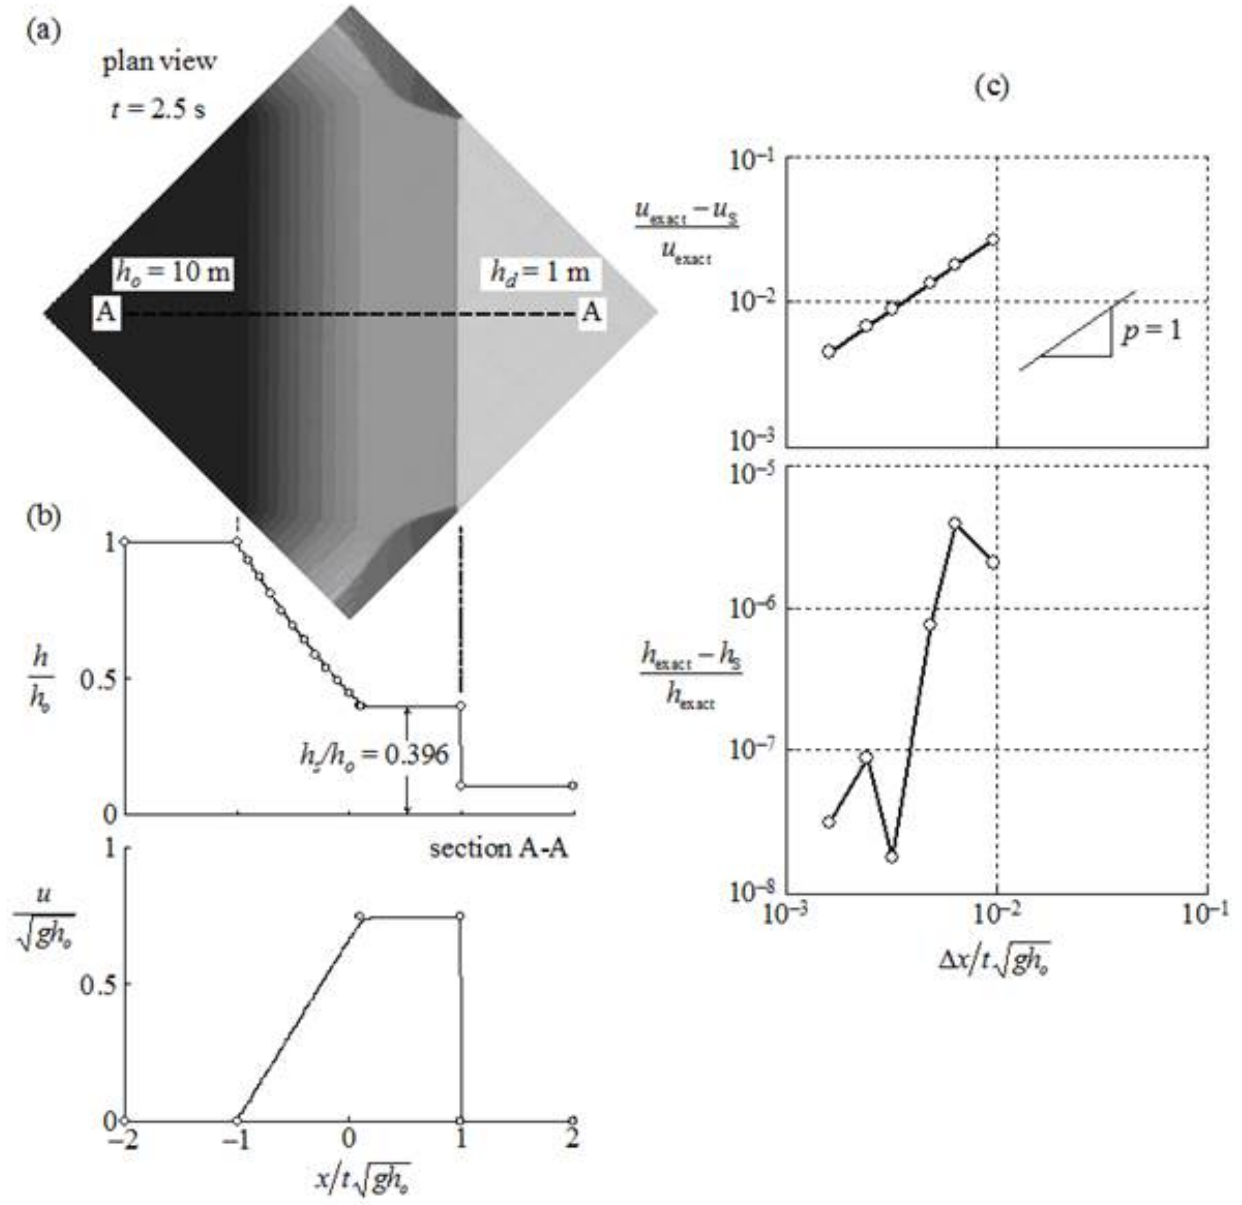 (a)
plan view
t = 2.5 s
h_o = 10 m
h_d = 1 m
A
A
(b)
1
h/h_o
0.5
h_s/h_o = 0.396
0
section A-A
1
u/√gh_o
0.5
0
–2
–1
0
1
2
x/t√gh_o
(c)
10^–1
(u_exact – u_S)/u_exact
10^–2
p = 1
10^–3
10^–5
10^–6
(h_exact – h_S)/h_exact
10^–7
10^–8
10^–3
10^–2
10^–1
Δx/t√gh_o